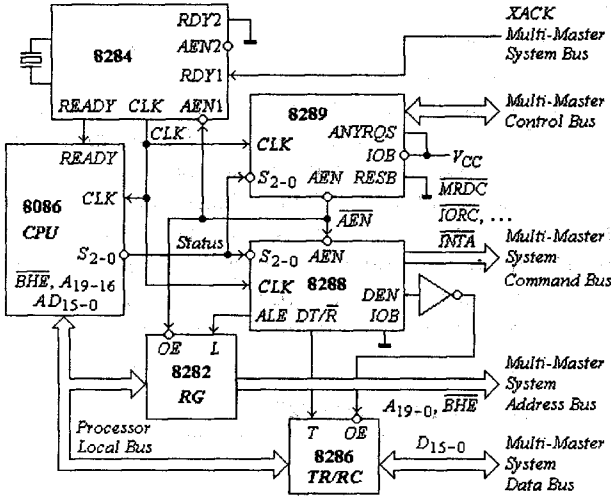 RDY2
XACK
Multi-Master
System Bus
AEN2
8284
RDY1
READY CLK AEN1
CLK
8289
Multi-Master
Control Bus
ANYRQS
CLK
IOB
VCC
S2-0 AEN RESB
MRDC
READY
8086
CPU
CLK
AEN
IORC, ...
S2-0
Status
INTA
S2-0 AEN
8288
Multi-Master
System
Command Bus
BHE, A19-16
AD15-0
CLK
DEN
ALE DT/R IOB
OE L
8282
RG
Multi-Master
System
Address Bus
A19-0, BHE
Processor
Local Bus
T OE
8286
TR/RC
D15-0
Multi-Master
System
Data Bus